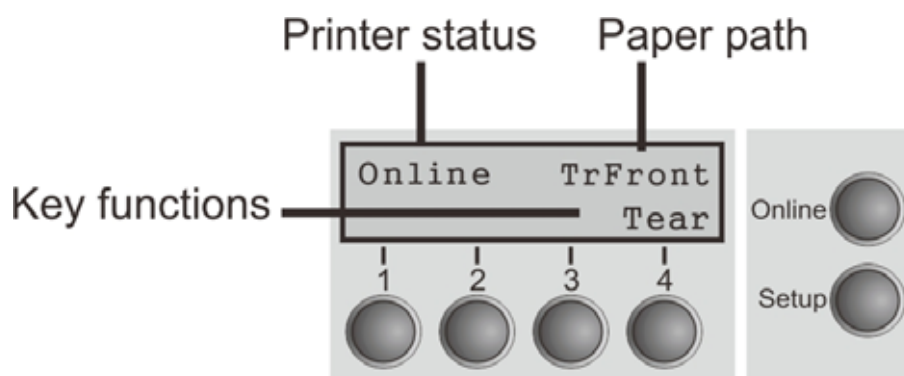 Printer status Paper path
Online TrFront
Key functions
Tear
Online
1 2 3 4
Setup